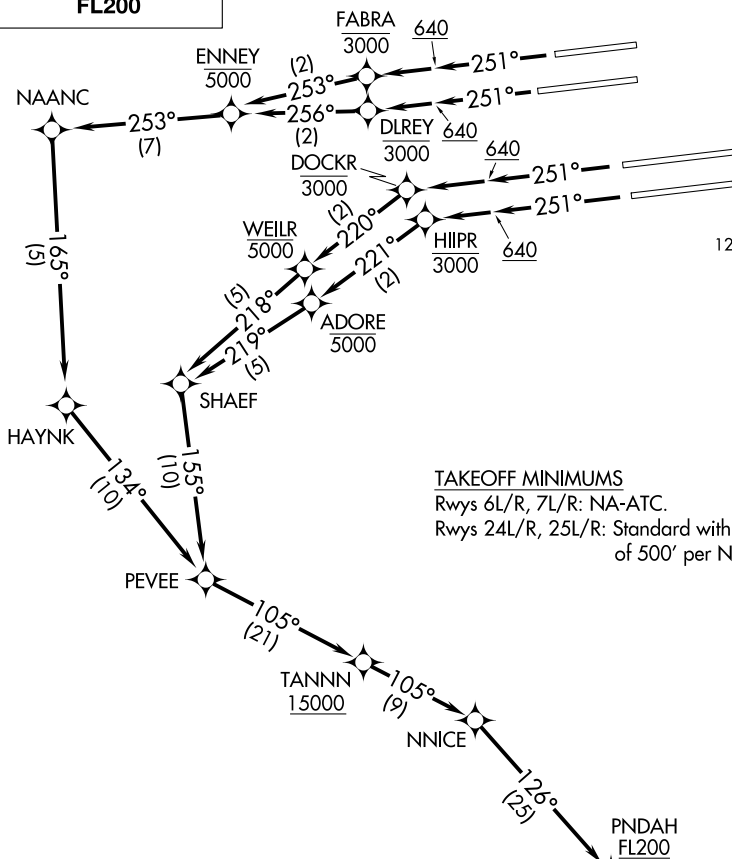 FL200
FABRA
3000
640
251°
ENNEY
5000
(2)
253°
256°
(2)
251°
640
DLREY
3000
NAANC
253°
(7)
DOCKR
3000
640
251°
(2)
220°
251°
640
HIIPR
3000
WEILR
5000
221°
(2)
12
165°
(5)
(5)
218°
219°
(5)
ADORE
5000
SHAEF
HAYNK
134°
(10)
155°
(10)
TAKEOFF MINIMUMS
Rwys 6L/R, 7L/R: NA-ATC.
Rwys 24L/R, 25L/R: Standard with
of 500' per N
PEVEE
105°
(21)
TANNN
15000
105°
(9)
NNICE
126°
(25)
PNDAH
FL200